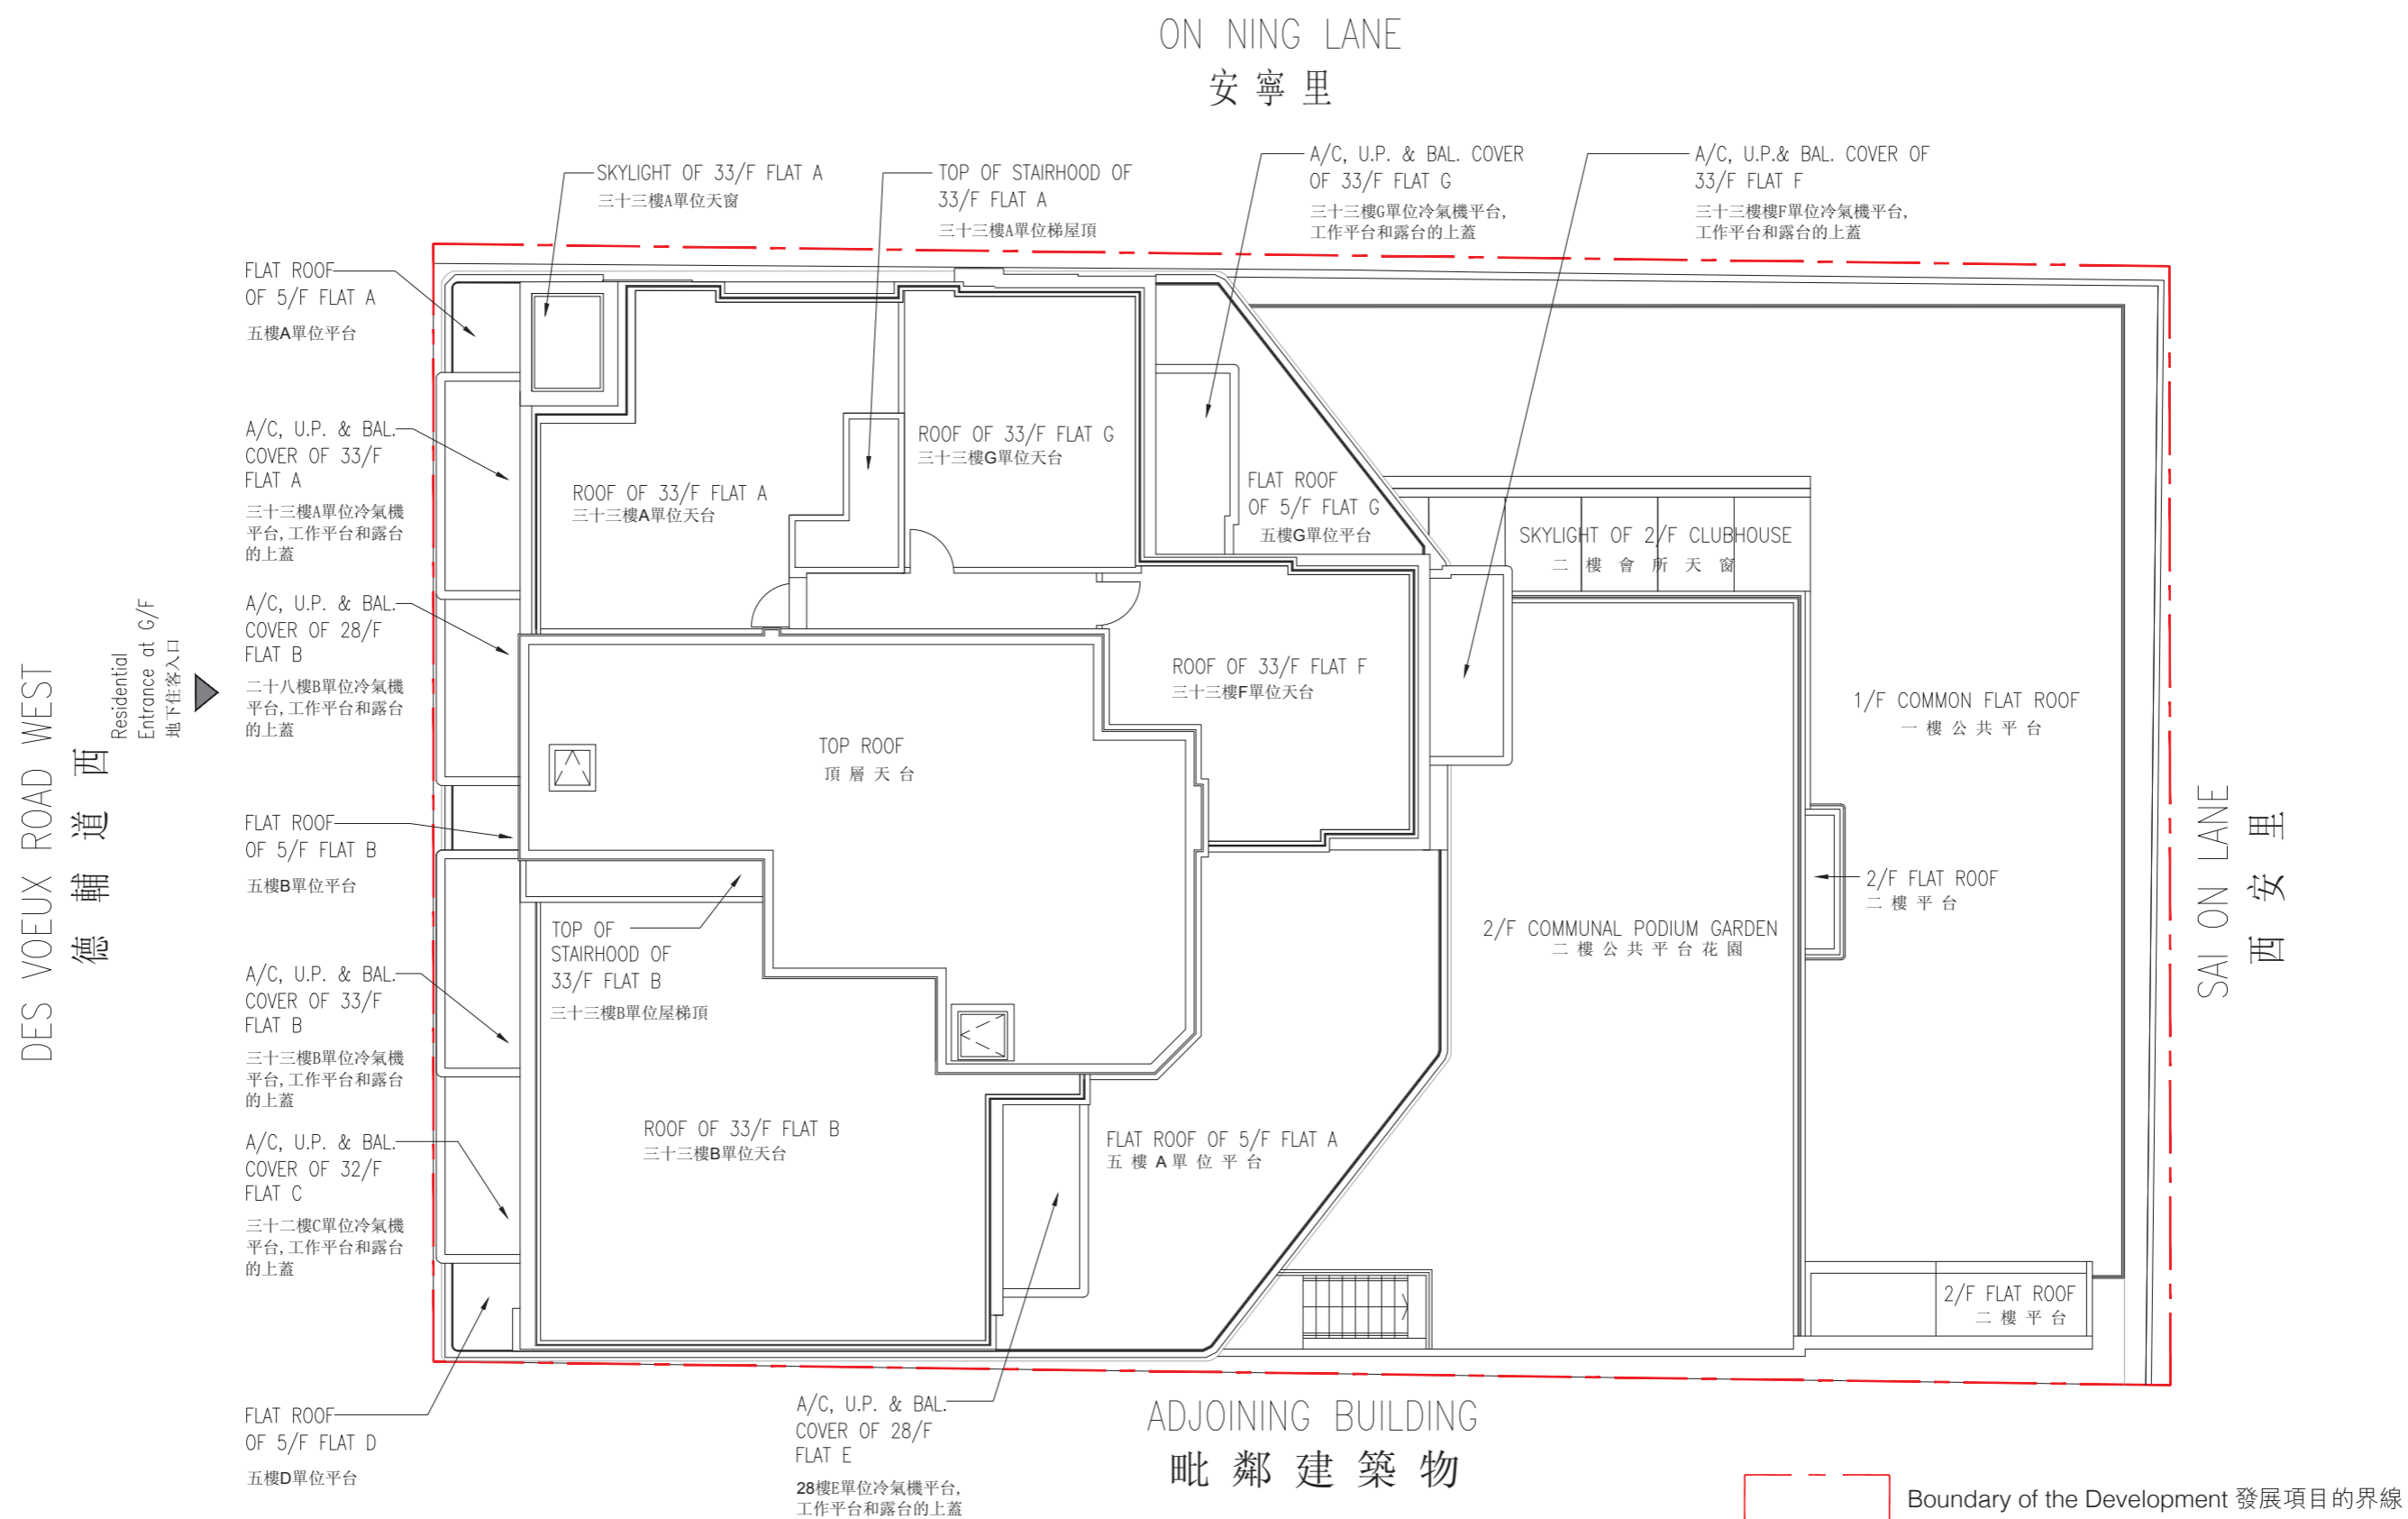 ON NING LANE
安寧里
SKYLIGHT OF 33/F FLAT A
三十三樓A單位天窗
TOP OF STAIRHOOD OF
33/F FLAT A
三十三樓A單位梯屋頂
A/C, U.P. & BAL. COVER
OF 33/F FLAT G
三十三樓G單位冷氣機平台,
工作平台和露台的上蓋
A/C, U.P.& BAL. COVER OF
33/F FLAT F
三十三樓樓F單位冷氣機平台,
工作平台和露台的上蓋
FLAT ROOF
OF 5/F FLAT A
五樓A單位平台
A/C, U.P. & BAL.
COVER OF 33/F
FLAT A
三十三樓A單位冷氣機
平台,工作平台和露台
的上蓋
A/C, U.P. & BAL.
COVER OF 28/F
FLAT B
二十八樓B單位冷氣機
平台,工作平台和露台
的上蓋
FLAT ROOF
OF 5/F FLAT B
五樓B單位平台
A/C, U.P. & BAL.
COVER OF 33/F
FLAT B
三十三樓B單位冷氣機
平台,工作平台和露台
的上蓋
A/C, U.P. & BAL.
COVER OF 32/F
FLAT C
三十二樓C單位冷氣機
平台,工作平台和露台
的上蓋
FLAT ROOF
OF 5/F FLAT D
五樓D單位平台
DES VOEUX ROAD WEST
德輔道西
Residential
Entrance at G/F
地下住客入口
ROOF OF 33/F FLAT A
三十三樓A單位天台
ROOF OF 33/F FLAT G
三十三樓G單位天台
FLAT ROOF
OF 5/F FLAT G
五樓G單位平台
SKYLIGHT OF 2/F CLUBHOUSE
二樓會所天窗
ROOF OF 33/F FLAT F
三十三樓F單位天台
TOP ROOF
頂層天台
1/F COMMON FLAT ROOF
一樓公共平台
2/F FLAT ROOF
二樓平台
2/F COMMUNAL PODIUM GARDEN
二樓公共平台花園
TOP OF
STAIRHOOD OF
33/F FLAT B
三十三樓B單位屋梯頂
ROOF OF 33/F FLAT B
三十三樓B單位天台
FLAT ROOF OF 5/F FLAT A
五樓A單位平台
2/F FLAT ROOF
二樓平台
SAI ON LANE
西安里
A/C, U.P. & BAL.
COVER OF 28/F
FLAT E
28樓E單位冷氣機平台,
工作平台和露台的上蓋
ADJOINING BUILDING
毗鄰建築物
Boundary of the Development 發展項目的界線